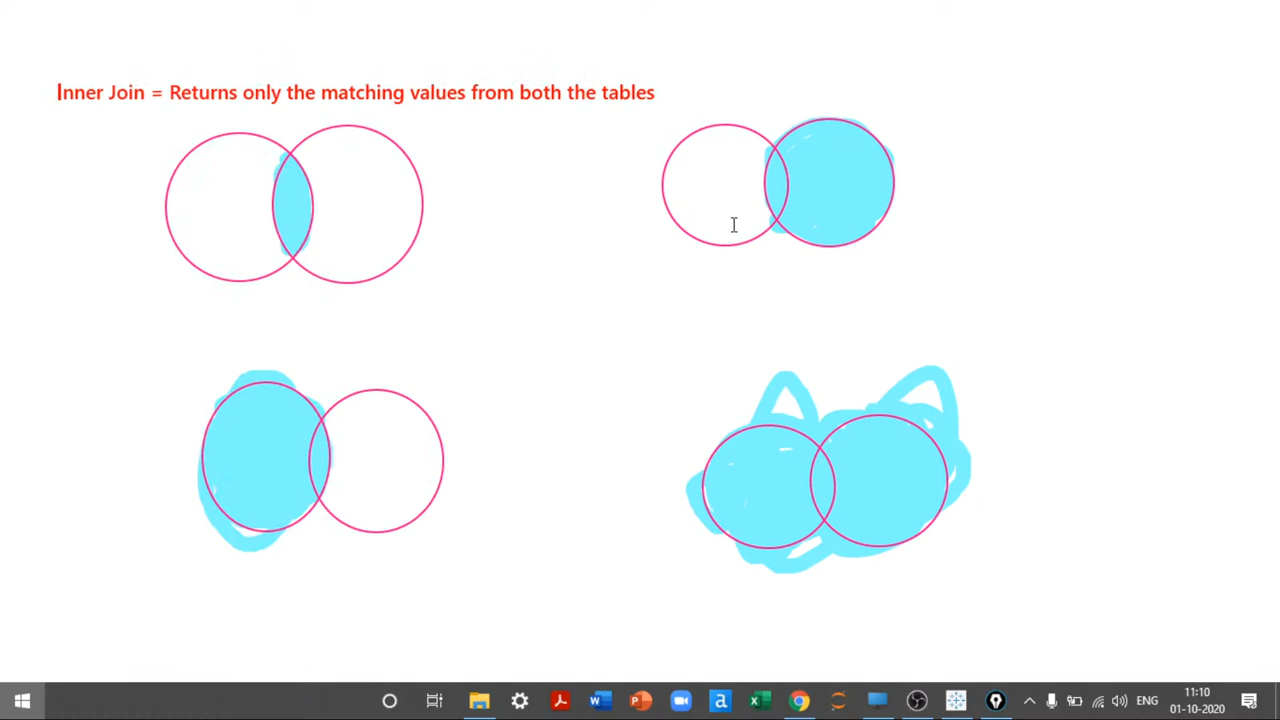 Inner Join = Returns only the matching values from both the tables
ENG
11:10
01-10-2020